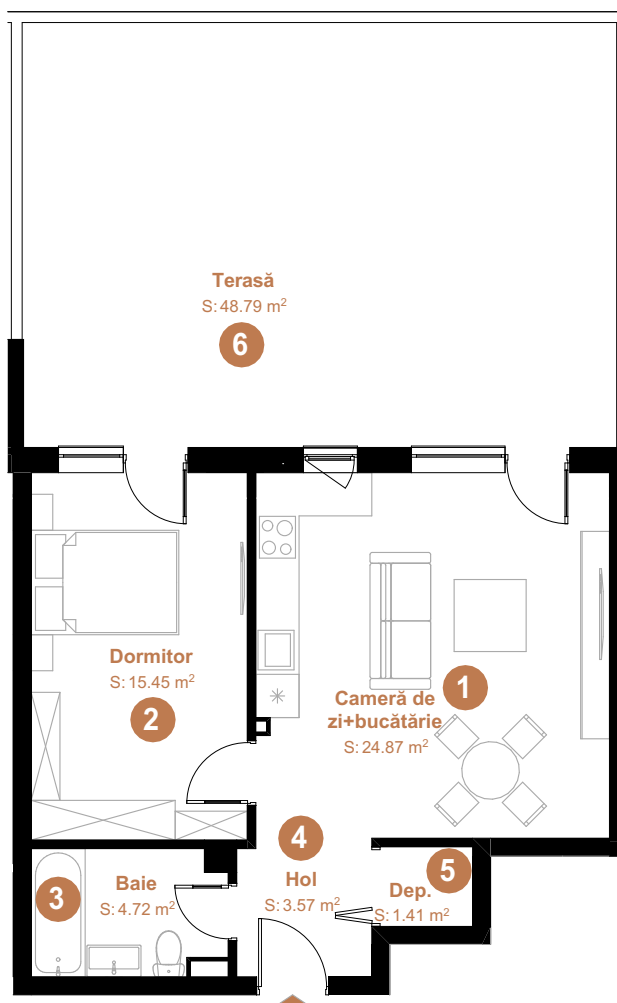 Terasă
S: 48.79 m²
6
Dormitor
S: 15.45 m²
2
1
Cameră de
zi+bucătărie
S: 24.87 m²
4
Hol
S: 3.57 m²
5
Dep.
S: 1.41 m²
3
Baie
S: 4.72 m²